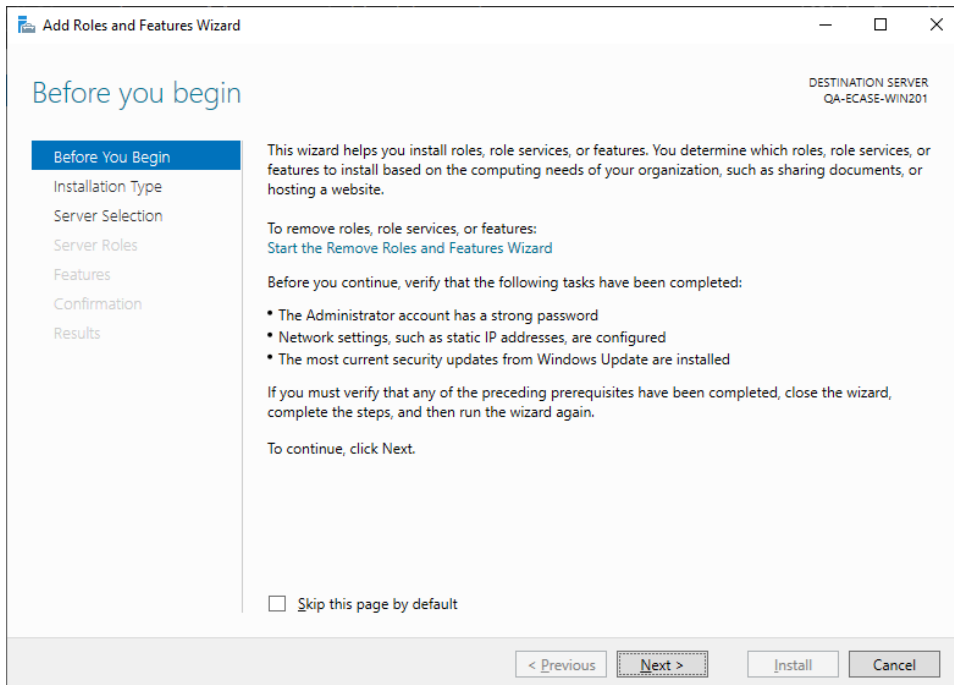 Add Roles and Features Wizard
Before you begin
DESTINATION SERVER
QA-ECASE-WIN201
Before You Begin
Installation Type
Server Selection
Server Roles
Features
Confirmation
Results
This wizard helps you install roles, role services, or features. You determine which roles, role services, or
features to install based on the computing needs of your organization, such as sharing documents, or
hosting a website.
To remove roles, role services, or features:
Start the Remove Roles and Features Wizard
Before you continue, verify that the following tasks have been completed:
• The Administrator account has a strong password
• Network settings, such as static IP addresses, are configured
• The most current security updates from Windows Update are installed
If you must verify that any of the preceding prerequisites have been completed, close the wizard,
complete the steps, and then run the wizard again.
To continue, click Next.
Skip this page by default
< Previous
Next >
Install
Cancel